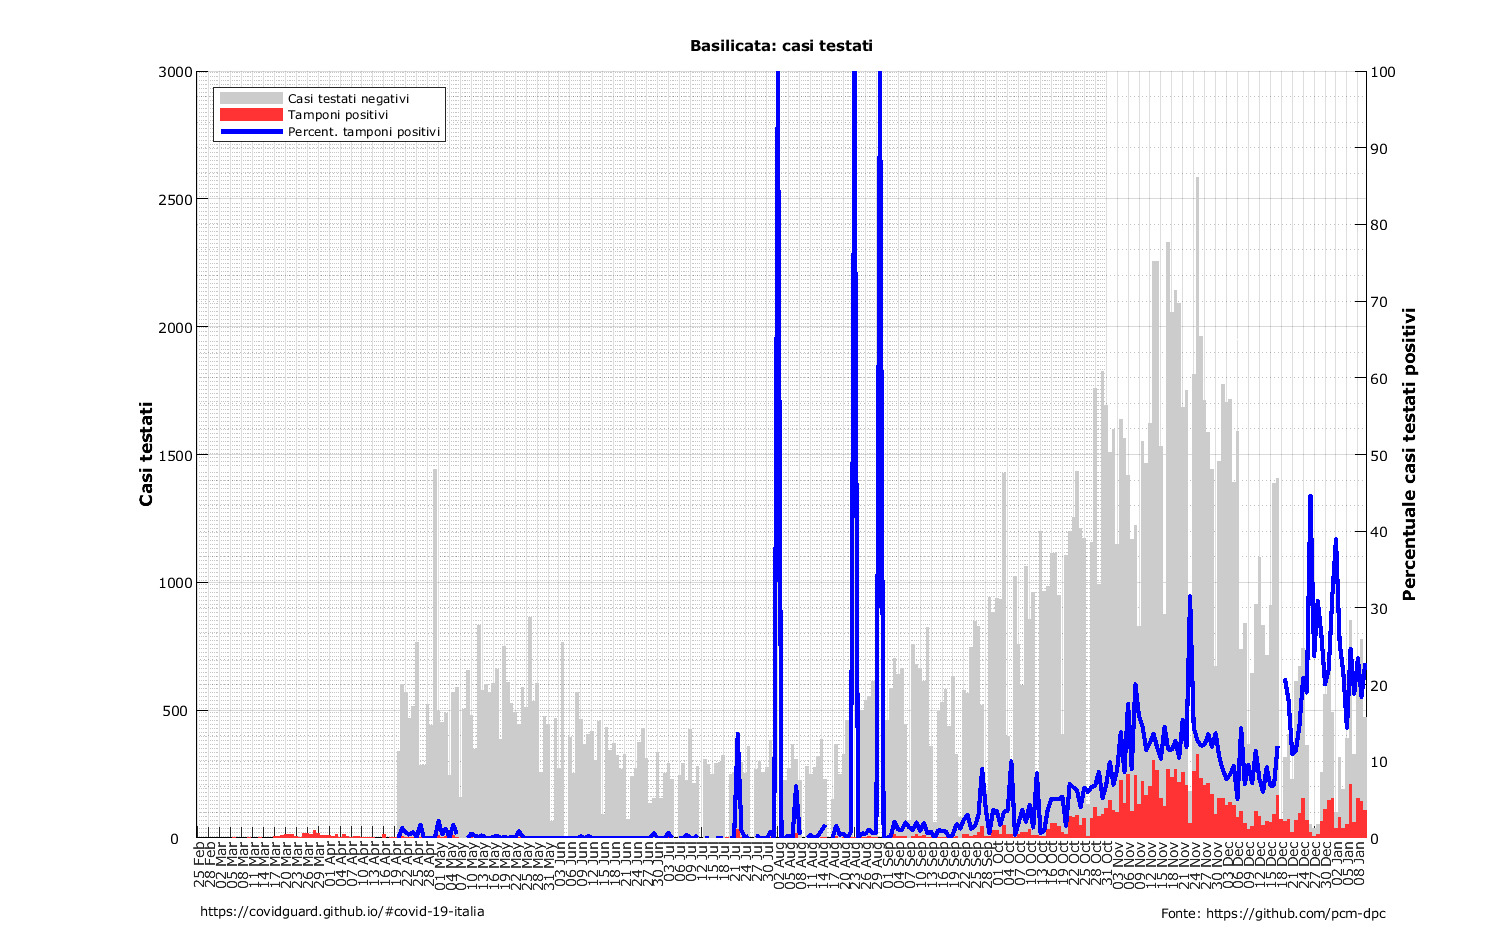 Basilicata: casi testati
Casi testati negativi
Tamponi positivi
Percent. tamponi positivi
3000
2500
2000
1500
1000
500
0
Casi testati
100
90
80
70
60
50
40
30
20
10
0
Percentuale casi testati positivi
25 Feb
28 Feb
02 Mar
05 Mar
08 Mar
11 Mar
14 Mar
17 Mar
20 Mar
23 Mar
26 Mar
29 Mar
01 Apr
04 Apr
07 Apr
10 Apr
13 Apr
16 Apr
19 Apr
22 Apr
25 Apr
28 Apr
01 May
04 May
07 May
10 May
13 May
16 May
19 May
22 May
25 May
28 May
31 May
03 Jun
06 Jun
09 Jun
12 Jun
15 Jun
18 Jun
21 Jun
24 Jun
27 Jun
30 Jun
03 Jul
06 Jul
09 Jul
12 Jul
15 Jul
18 Jul
21 Jul
24 Jul
27 Jul
30 Jul
02 Aug
05 Aug
08 Aug
11 Aug
14 Aug
17 Aug
20 Aug
23 Aug
26 Aug
29 Aug
01 Sep
04 Sep
07 Sep
10 Sep
13 Sep
16 Sep
19 Sep
22 Sep
25 Sep
28 Sep
01 Oct
04 Oct
07 Oct
10 Oct
13 Oct
16 Oct
19 Oct
22 Oct
25 Oct
28 Oct
31 Oct
03 Nov
06 Nov
09 Nov
12 Nov
15 Nov
18 Nov
21 Nov
24 Nov
27 Nov
30 Nov
03 Dec
06 Dec
09 Dec
12 Dec
15 Dec
18 Dec
21 Dec
24 Dec
27 Dec
30 Dec
02 Jan
05 Jan
08 Jan
https://covidguard.github.io/#covid-19-italia
Fonte: https://github.com/pcm-dpc